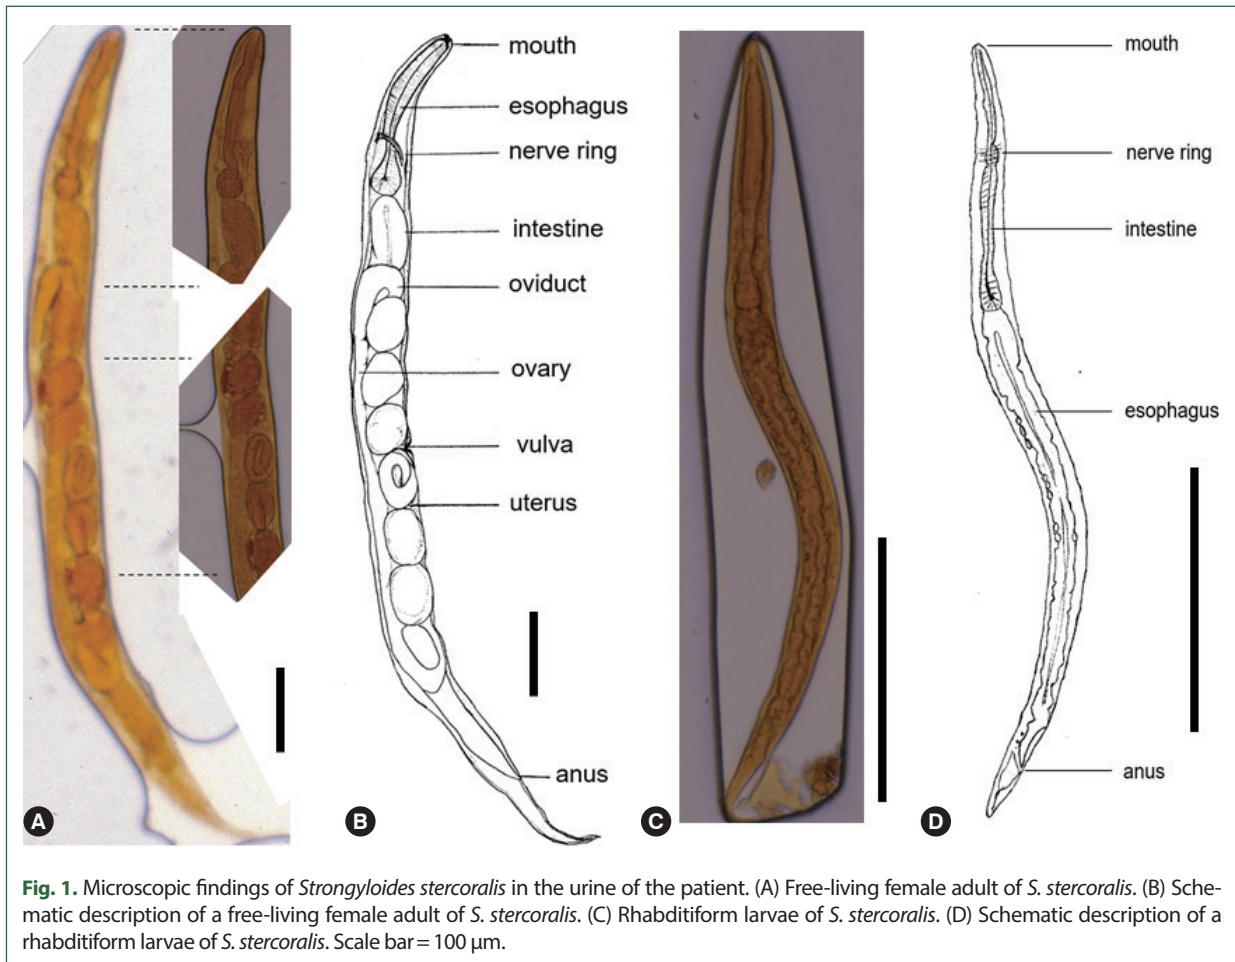 mouth
esophagus
nerve ring
intestine
oviduct
ovary
vulva
uterus
anus
mouth
nerve ring
intestine
esophagus
anus
A
B
C
D
Fig. 1. Microscopic findings of Strongyloides stercoralis in the urine of the patient. (A) Free-living female adult of S. stercoralis. (B) Sche-
matic description of a free-living female adult of S. stercoralis. (C) Rhabditiform larvae of S. stercoralis. (D) Schematic description of a
rhabditiform larvae of S. stercoralis. Scale bar = 100 μm.